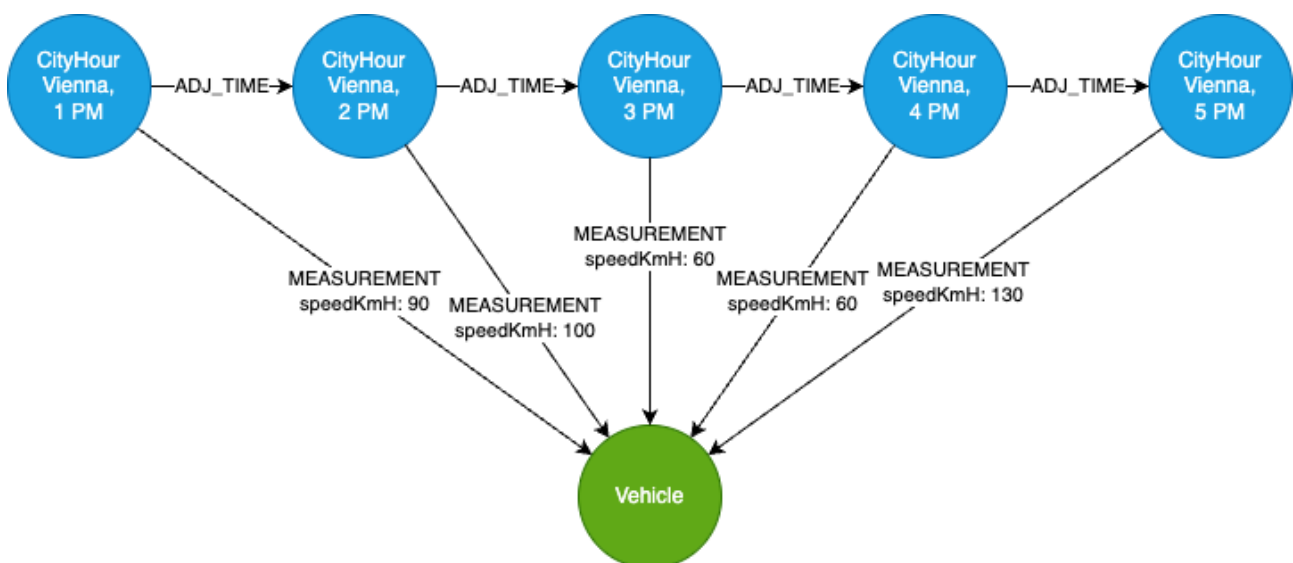 CityHour
Vienna,
1 PM
ADJ_TIME
CityHour
Vienna,
2 PM
ADJ_TIME
CityHour
Vienna,
3 PM
ADJ_TIME
CityHour
Vienna,
4 PM
ADJ_TIME
CityHour
Vienna,
5 PM
MEASUREMENT
speedKmH: 90
MEASUREMENT
speedKmH: 100
MEASUREMENT
speedKmH: 60
MEASUREMENT
speedKmH: 60
MEASUREMENT
speedKmH: 130
Vehicle